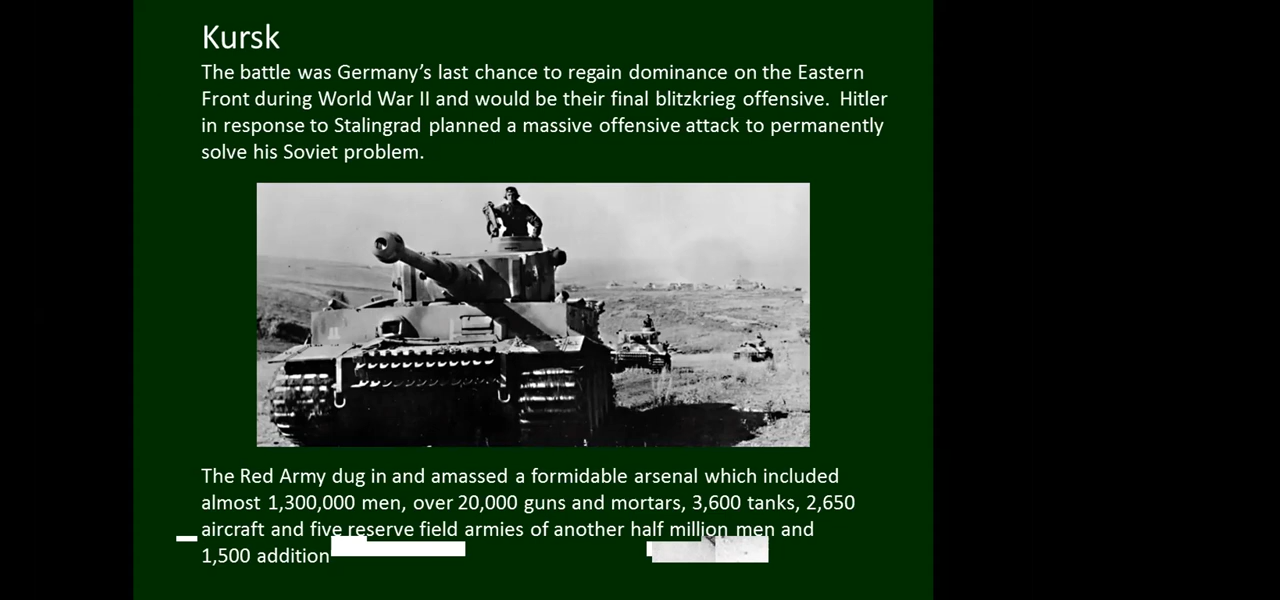 Kursk
The battle was Germany’s last chance to regain dominance on the Eastern
Front during World War II and would be their final blitzkrieg offensive.  Hitler
in response to Stalingrad planned a massive offensive attack to permanently
solve his Soviet problem.
The Red Army dug in and amassed a formidable arsenal which included
almost 1,300,000 men, over 20,000 guns and mortars, 3,600 tanks, 2,650
aircraft and five reserve field armies of another half million men and
1,500 addition